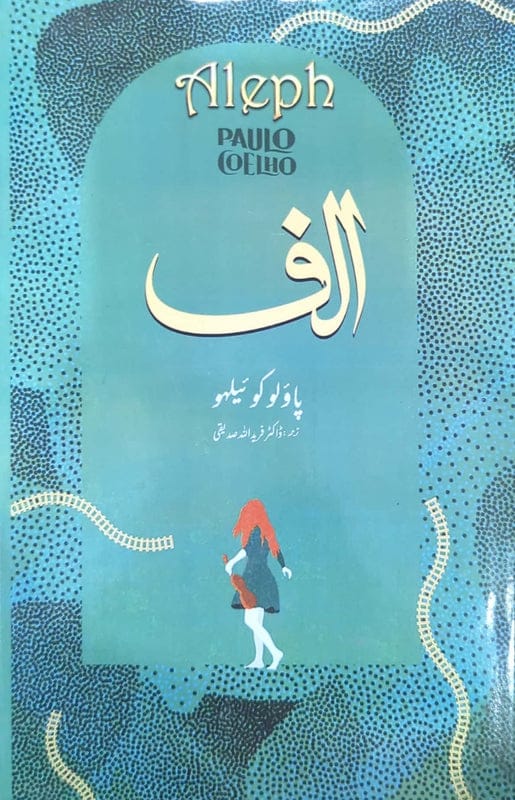 Aleph
PAULO
COELHO
الف
پاؤلو کوئیلہو
ترجمہ: ڈاکٹر فرید اللہ صدیقی